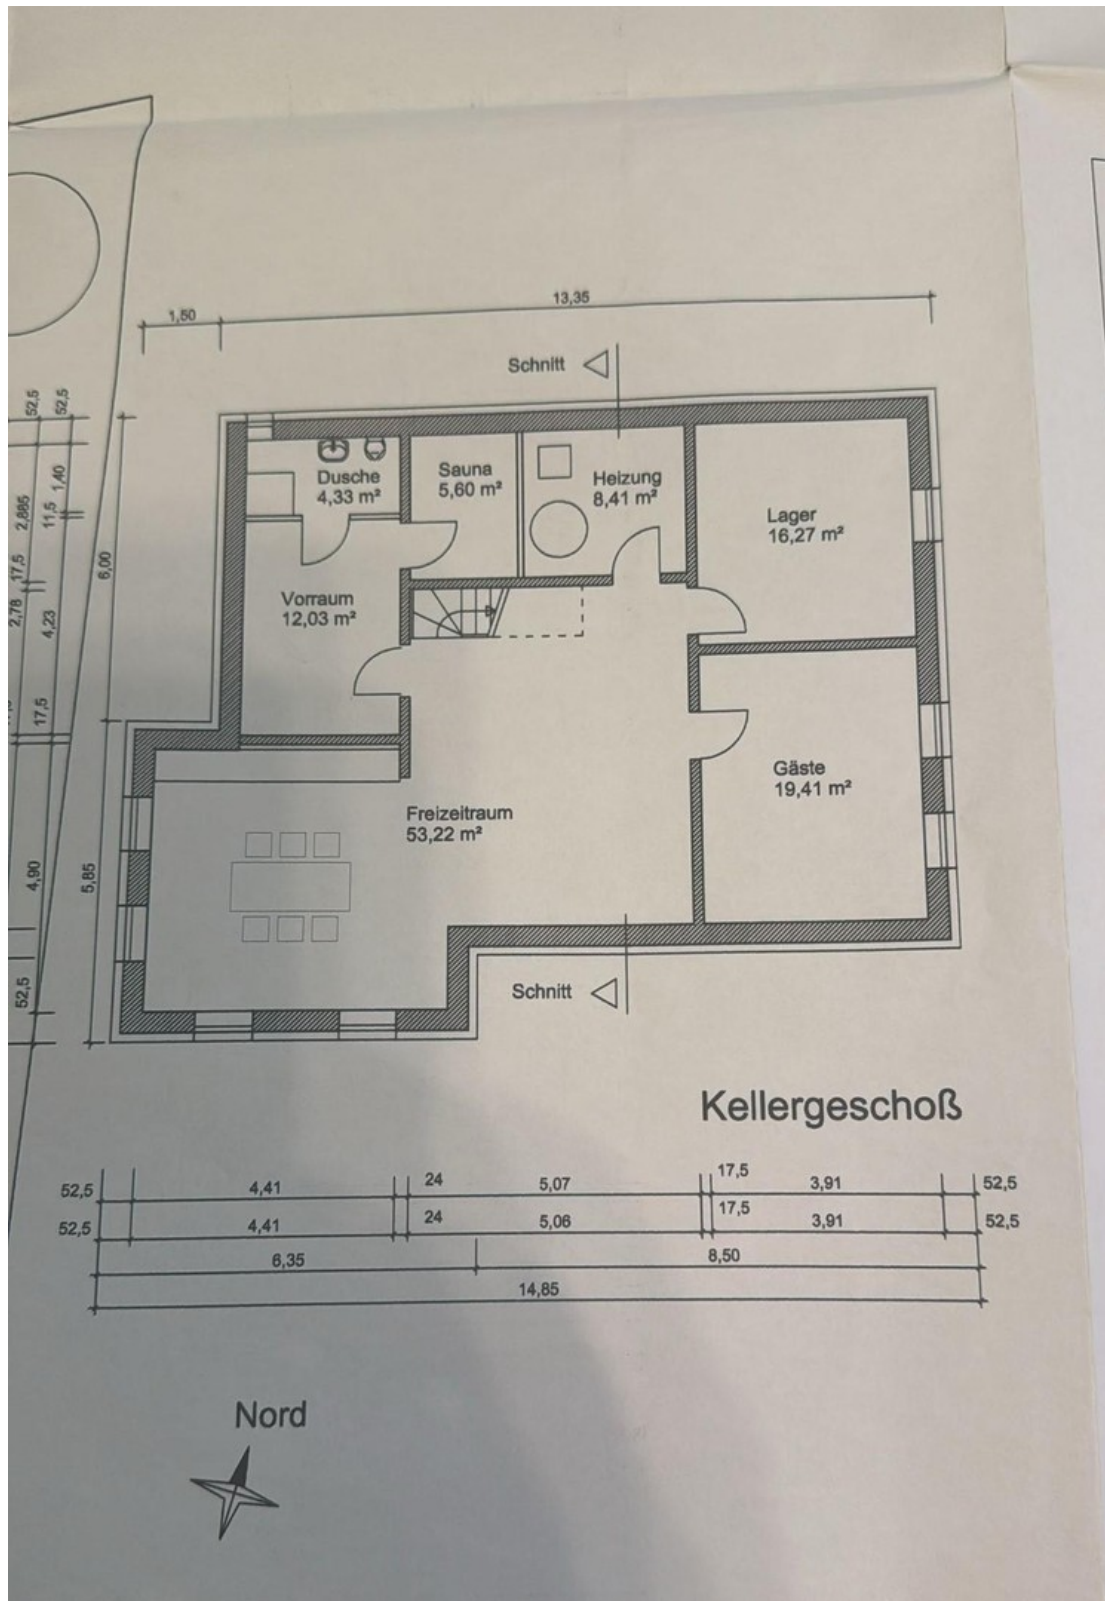 13,35
1,50
Schnitt
52,5
52,5
Dusche
4,33 m²
Sauna
5,60 m²
Heizung
8,41 m²
Lager
16,27 m²
1,40
11,5
2,885
17,5
6,00
2,78
4,23
Vorraum
12,03 m²
17,5
Gäste
19,41 m²
Freizeitraum
53,22 m²
4,90
5,85
52,5
Schnitt
Kellergeschoß
52,5 4,41 24 5,07 17,5 3,91 52,5
52,5 4,41 24 5,06 17,5 3,91 52,5
6,35 8,50
14,85
Nord